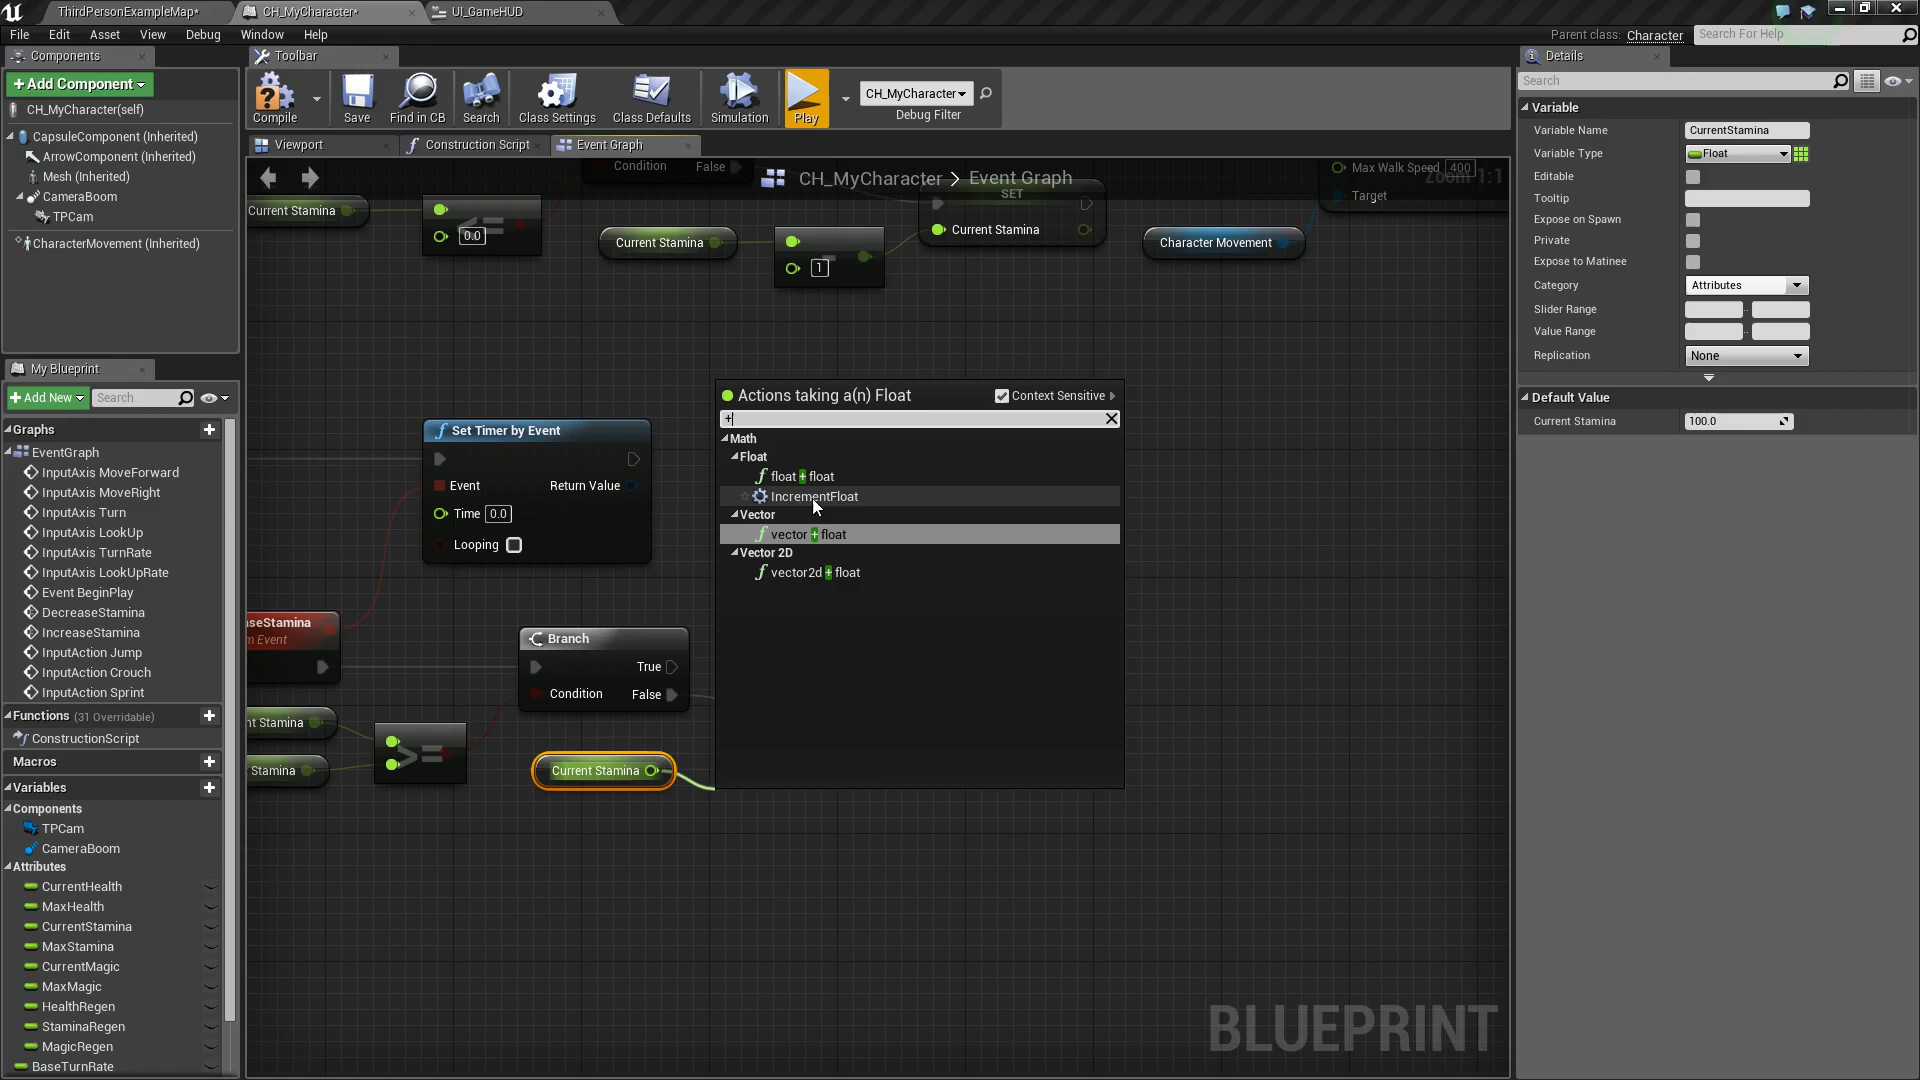 ThirdPersonExampleMap*
CH_MyCharacter*
UI_GameHUD
File Edit Asset View Debug Window Help
Parent class: Character
Search For Help
Components
Toolbar
Details
+Add Component
Compile
Save
Find in CB
Search
Class Settings
Class Defaults
Simulation
Play
CH_MyCharacter
Debug Filter
Search
CH_MyCharacter(self)
CapsuleComponent (Inherited)
ArrowComponent (Inherited)
Mesh (Inherited)
CameraBoom
TPCam
CharacterMovement (Inherited)
Viewport
Construction Script
Event Graph
CH_MyCharacter > Event Graph
Zoom 1:1
Condition False
SET
Max Walk Speed 400
Target
Current Stamina
<=
0.0
Current Stamina
-
1
Current Stamina
Character Movement
Variable
Variable Name CurrentStamina
Variable Type Float
Editable
Tooltip
Expose on Spawn
Private
Expose to Matinee
Category Attributes
Slider Range
Value Range
Replication None
Default Value
Current Stamina 100.0
My Blueprint
+Add New
Search
Graphs
EventGraph
InputAxis MoveForward
InputAxis MoveRight
InputAxis Turn
InputAxis LookUp
InputAxis TurnRate
InputAxis LookUpRate
Event BeginPlay
DecreaseStamina
IncreaseStamina
InputAction Jump
InputAction Crouch
InputAction Sprint
Functions (31 Overridable)
ConstructionScript
Macros
Variables
Components
TPCam
CameraBoom
Attributes
CurrentHealth
MaxHealth
CurrentStamina
MaxStamina
CurrentMagic
MaxMagic
HealthRegen
StaminaRegen
MagicRegen
BaseTurnRate
Set Timer by Event
Event Return Value
Time 0.0
Looping
aseStamina
m Event
Branch
True
Condition False
nt Stamina
Stamina
>=
Current Stamina
Actions taking a(n) Float
Context Sensitive
+
Math
Float
float + float
IncrementFloat
Vector
vector + float
Vector 2D
vector2d + float
BLUEPRINT